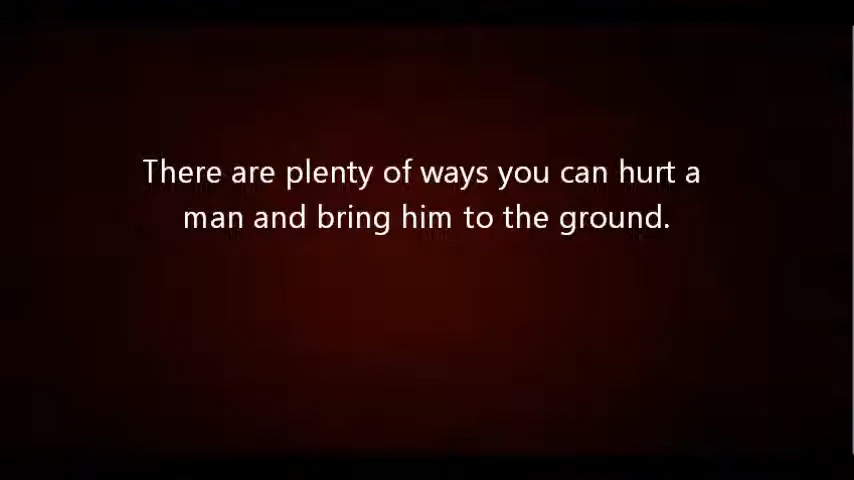 There are plenty of ways you can hurt a
man and bring him to the ground.